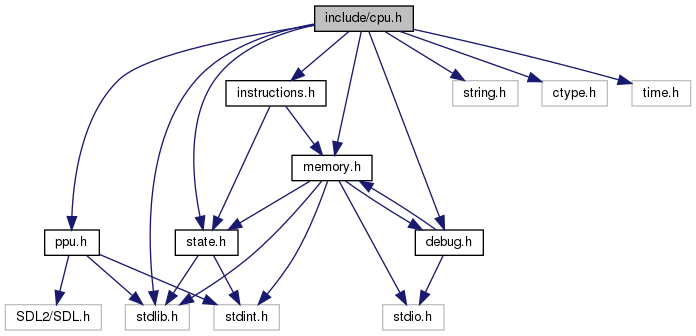 include/cpu.h
instructions.h
string.h
ctype.h
time.h
memory.h
ppu.h
state.h
debug.h
SDL2/SDL.h
stdlib.h
stdint.h
stdio.h